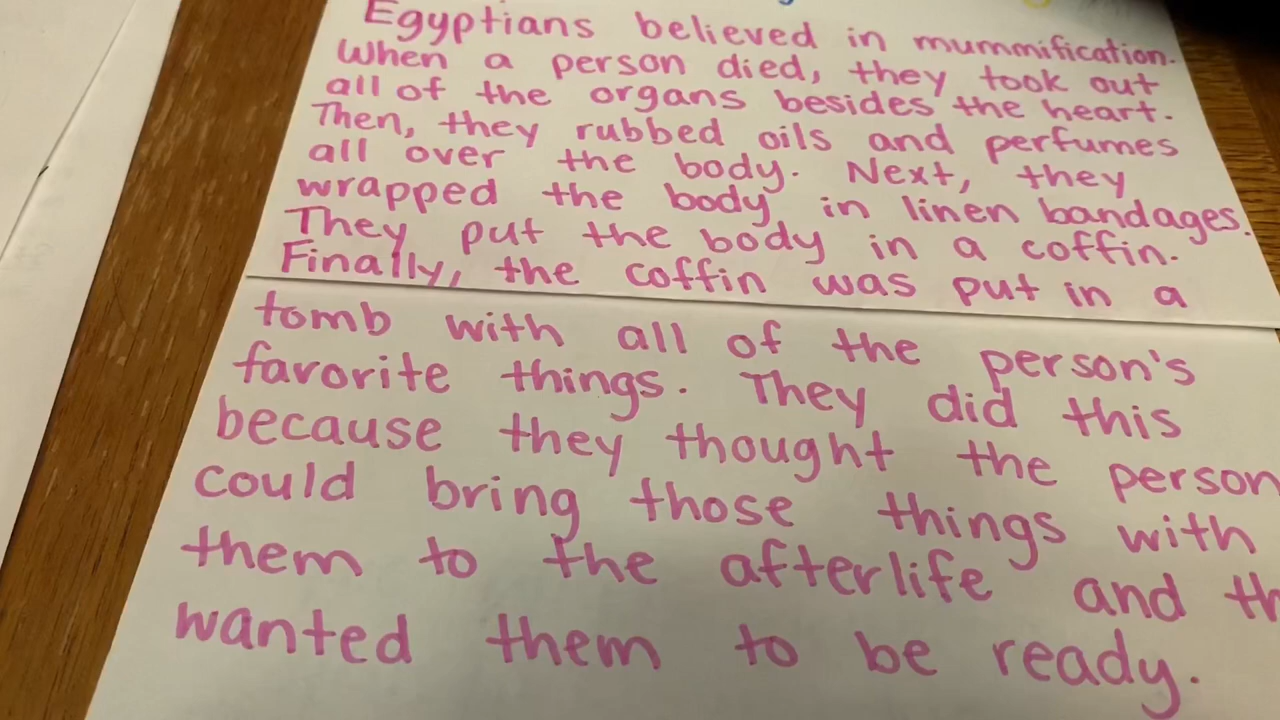 Egyptians believed in mummification.
When a person died, they took out
all of the organs besides the heart.
Then, they rubbed oils and perfumes
all over the body. Next, they
wrapped the body in linen bandages.
They put the body in a coffin.
Finally, the coffin was put in a
tomb with all of the person's
favorite things. They did this
because they thought the person
could bring those things with
them to the afterlife and th
wanted them to be ready.